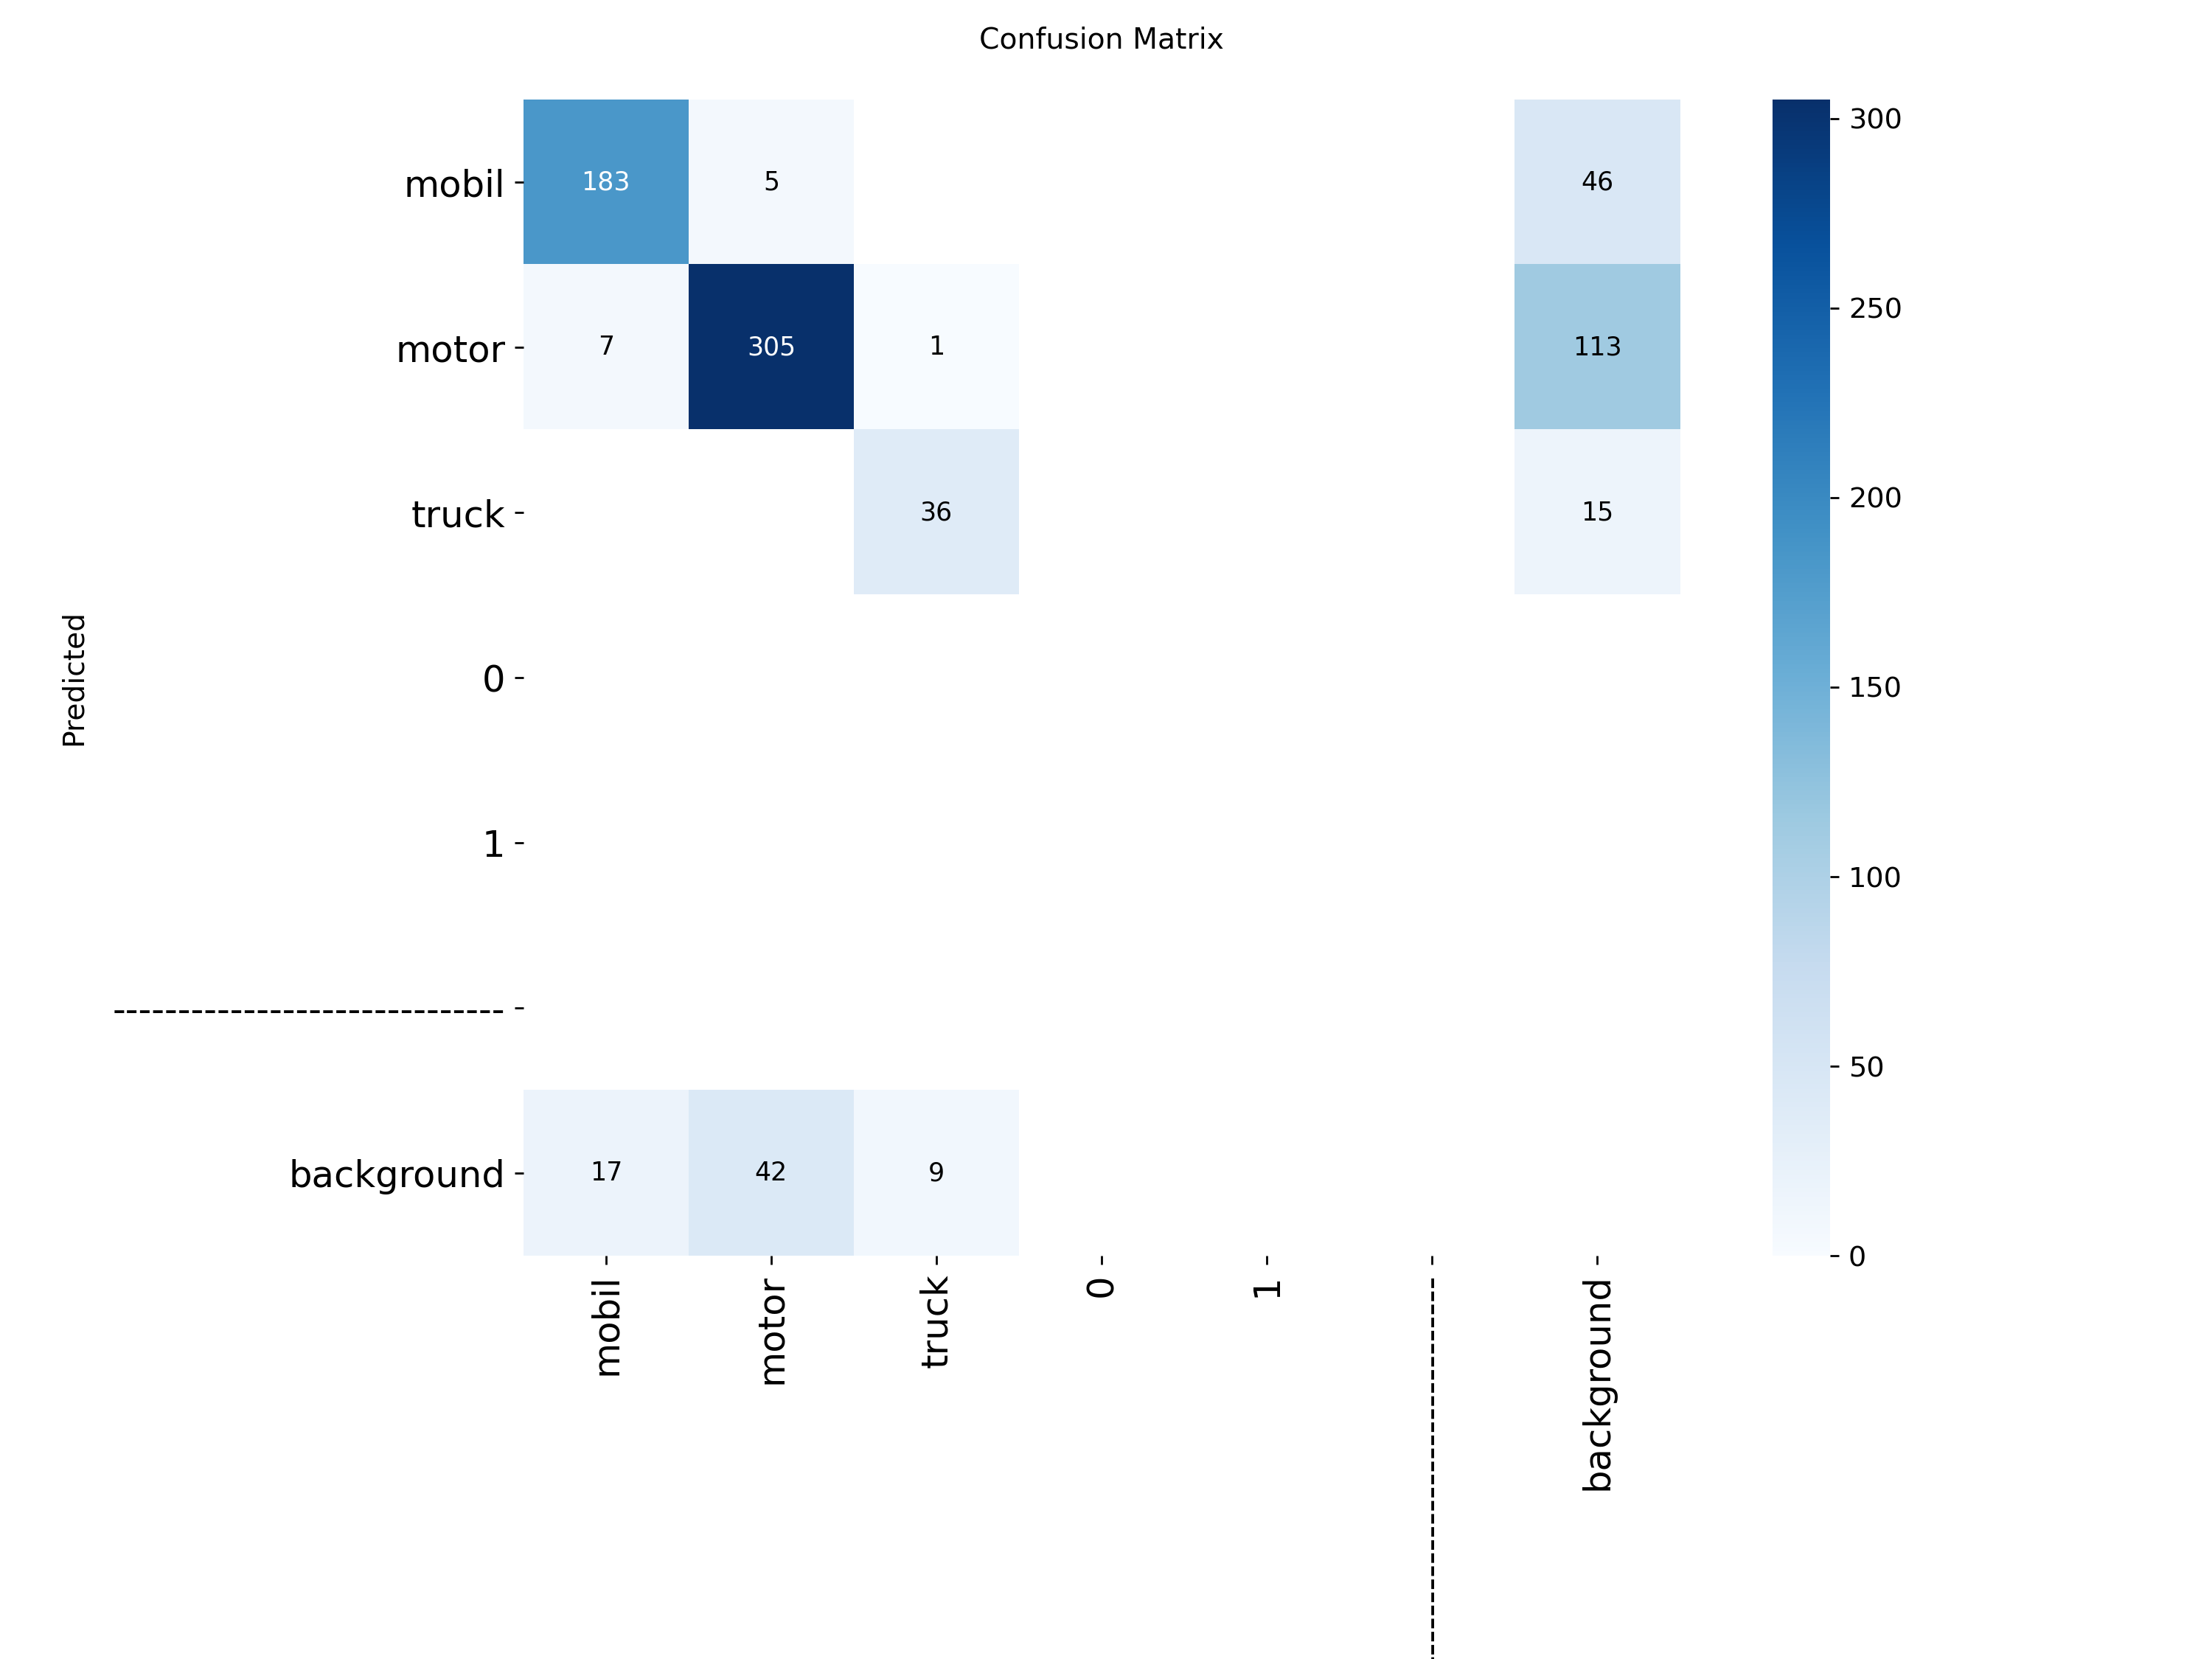 Confusion Matrix
mobil 183 5 46 300
motor 7 305 1 113 250
truck 36 15 200
Predicted
0 150
1 100
------------------------------ 50
background 17 42 9 0
mobil motor truck 0 1 ------------------------------ background